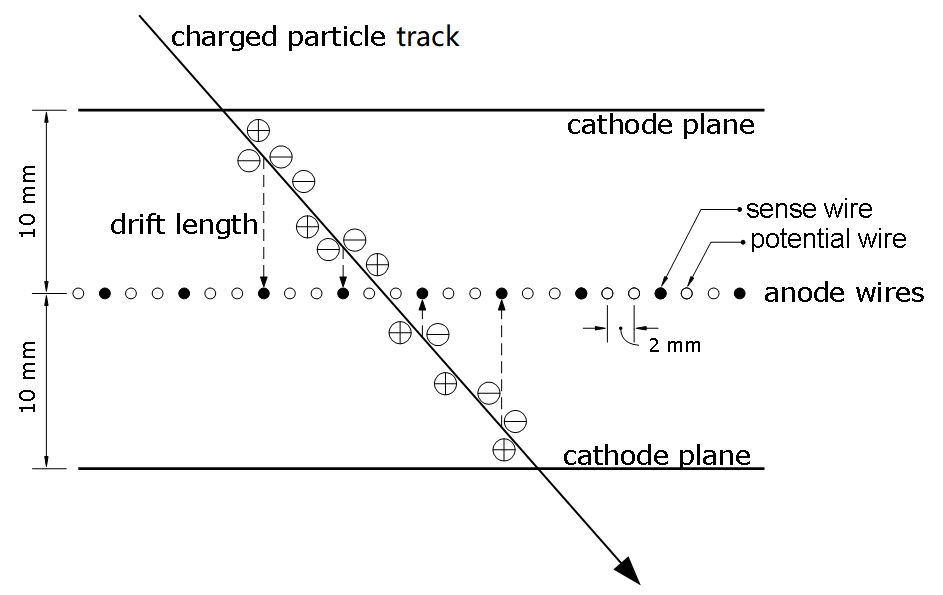 charged particle track
cathode plane
10 mm
drift length
sense wire
potential wire
anode wires
2 mm
10 mm
cathode plane